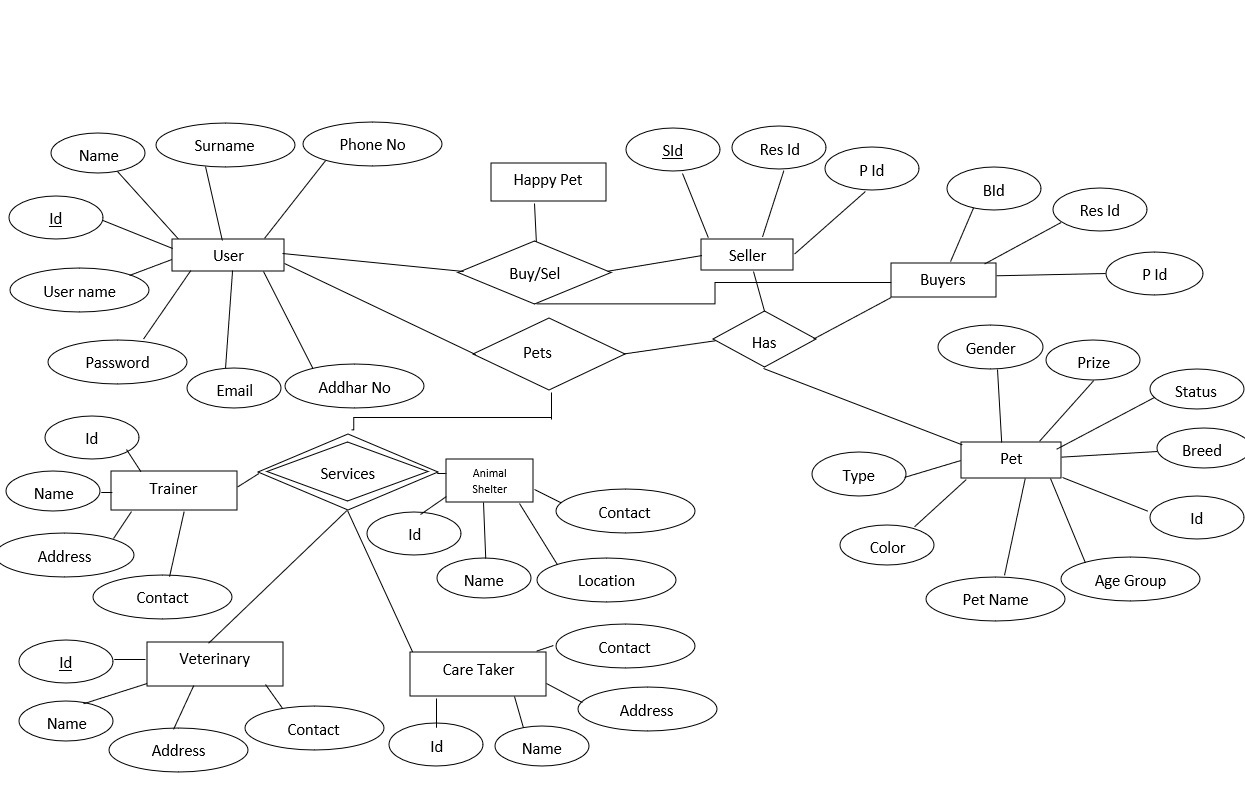 Name
Surname
Phone No
Id
User name
User
Password
Email
Addhar No
Happy Pet
Buy/Sel
SId
Res Id
P Id
Seller
BId
Res Id
P Id
Buyers
Pets
Has
Gender
Prize
Status
Breed
Pet
Type
Color
Id
Age Group
Pet Name
Services
Id
Name
Trainer
Address
Contact
Animal
Shelter
Id
Name
Location
Contact
Id
Veterinary
Name
Address
Contact
Care Taker
Contact
Address
Id
Name